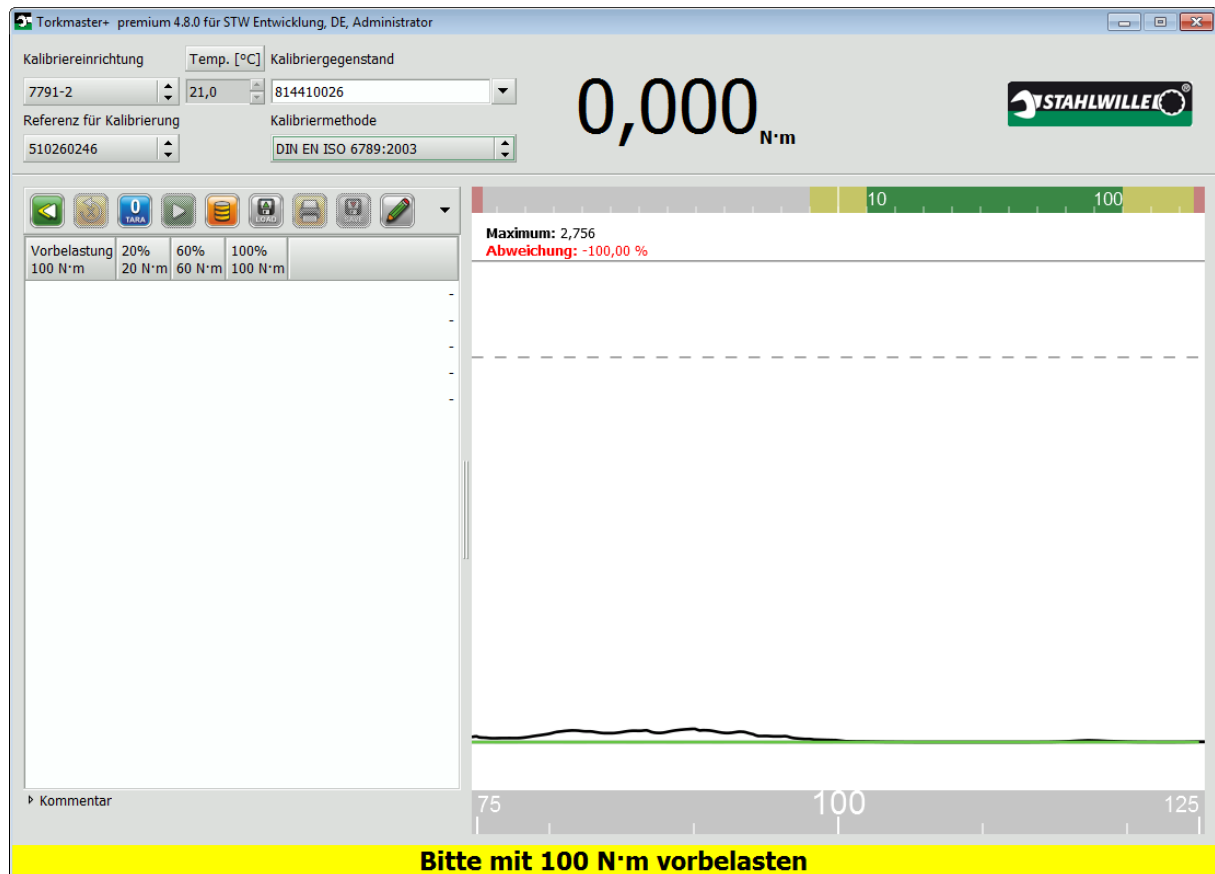 Torkmaster+ premium 4.8.0 für STW Entwicklung, DE, Administrator
Kalibriereinrichtung Temp. [°C] Kalibriergegenstand
7791-2 21,0 814410026
Referenz für Kalibrierung Kalibriermethode
510260246 DIN EN ISO 6789:2003
0,000 N·m
STAHLWILLE ®
0 TARA LOAD SAVE
Vorbelastung 20% 60% 100%
100 N·m 20 N·m 60 N·m 100 N·m
-
-
-
-
-
Kommentar
10 100
Maximum: 2,756
Abweichung: -100,00 %
75 100 125
Bitte mit 100 N·m vorbelasten